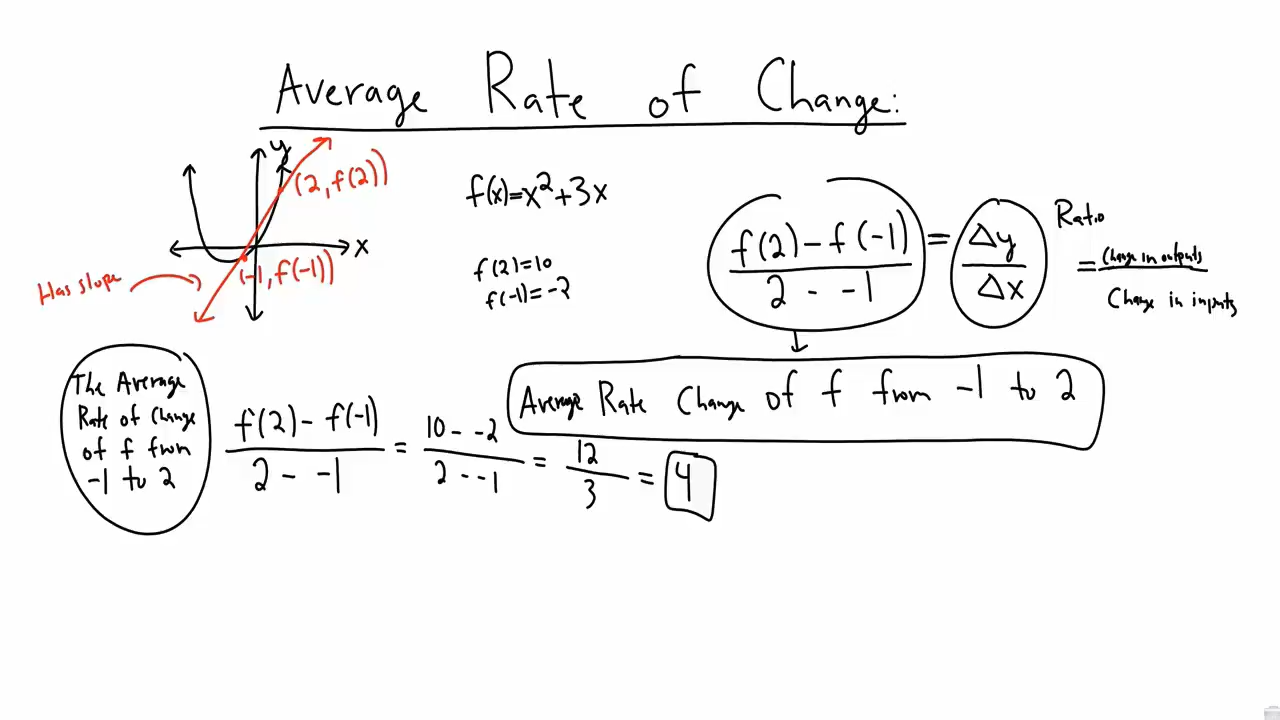 Average Rate of Change:
y
(2, f(2))
x
(-1, f(-1))
Has slope
f(x)=x²+3x
f(2)=10
f(-1)=-2
f(2)-f(-1)
2 - -1
=
Δy
Δx
Ratio
= Change in outputs
Change in inputs
Average Rate Change of f from -1 to 2
The Average
Rate of Change
of f from
-1 to 2
f(2)- f(-1)
2 - -1
=
10 - -2
2 - -1
=
12
3
= 4